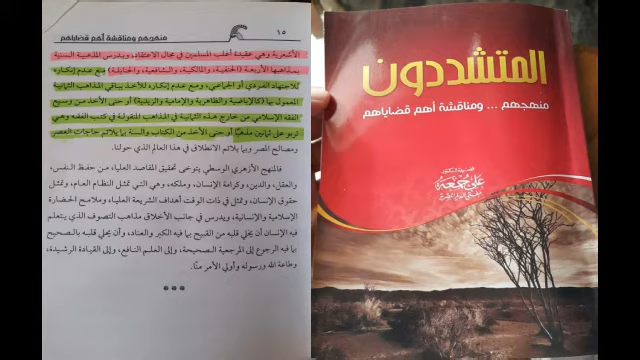 منهجهم ومناقشة أهم قضاياهم
١٥
الأشعرية وهي عقيدة أغلب المسلمين في مجال الاعتقاد، ويدرس المذهبية السنية
بمذاهبها الأربعة (الحنفية، والمالكية، والشافعية، والحنابلة) مع عدم إنكاره
للاجتهاد الفردي أو الجماعي، ومع عدم إنكاره للأخذ بباقي المذاهب الثمانية
المعمول بها (كالإباضية والظاهرية والإمامية والزيدية) أو حتى الأخذ من وسيع
الفقه الإسلامي من خارج هذه الثمانية في المذاهب المنقولة في كتب الفقه وهي
تربو على ثمانين مذهبًا أو حتى الأخذ من الكتاب والسنة بما يلائم حاجات العصر
ومصالح المصر وبما يلائم الانطلاق في هذا العالم الذي حولنا.
فالمنهج الأزهري الوسطي يتوخى تحقيق المقاصد العليا، من حفظ النفس،
والعقل، والدين، وكرامة الإنسان، وملكه، وهي التي تمثل النظام العام، وتمثل
حقوق الإنسان، وتمثل في ذات الوقت أهداف الشريعة العليا، وملامح الحضارة
الإسلامية والإنسانية، ويدرس في جانب الأخلاق مذاهب التصوف الذي يتعلم
فيه الإنسان أن يخلي قلبه من القبيح بما فيه الكبر والعناد، وأن يحلي قلبه بالصحيح
بما فيه الرجوع إلى المرجعية الصحيحة، وإلى العلم النافع، وإلى القيادة الرشيدة،
وطاعة الله ورسوله وأولي الأمر منا.
***
المتشددون
منهجهم ... ومناقشة أهم قضاياهم
علي جمعة
مفتي الديار المصرية